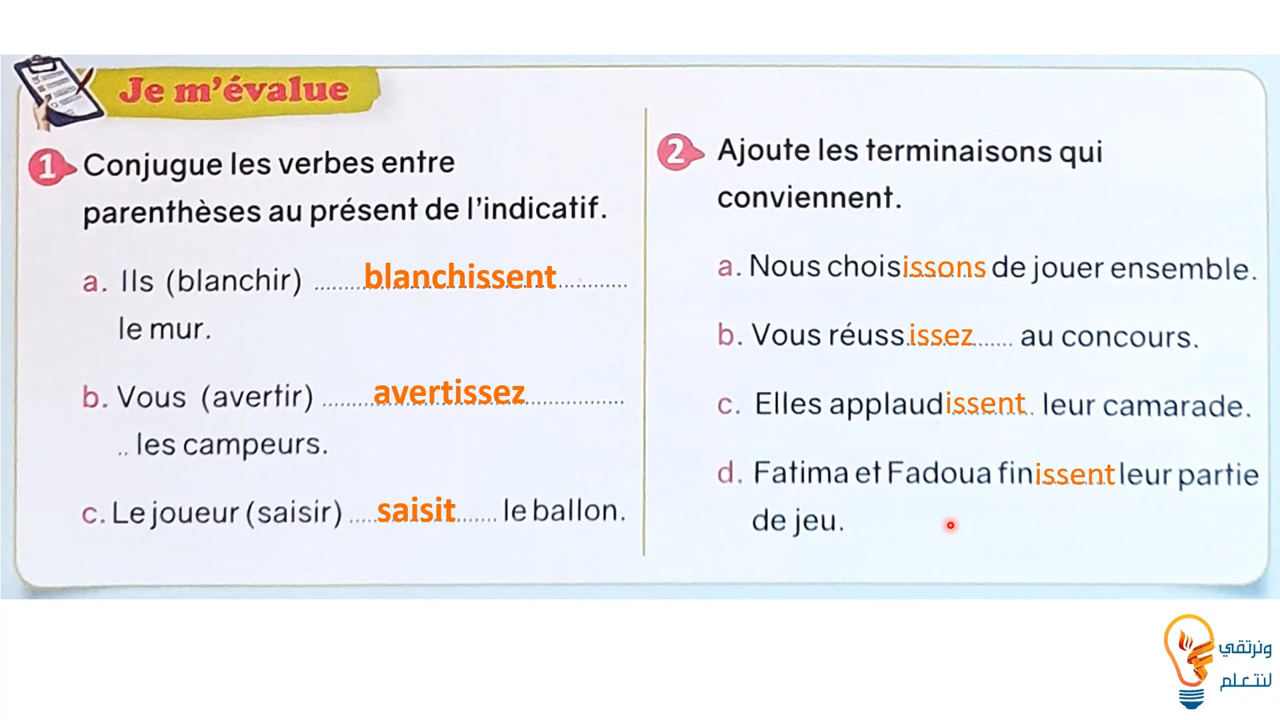 Je m'évalue
1 Conjugue les verbes entre
parenthèses au présent de l'indicatif.
a. Ils (blanchir) ........blanchissent............
le mur.
b. Vous (avertir) .........avertissez.................
.. les campeurs.
c. Le joueur (saisir) .....saisit....... le ballon.
2 Ajoute les terminaisons qui
conviennent.
a. Nous choisissons de jouer ensemble.
b. Vous réuss.issez....... au concours.
c. Elles applaudissent.. leur camarade.
d. Fatima et Fadoua finissent leur partie
de jeu.
ونرتقي
لنتعلم